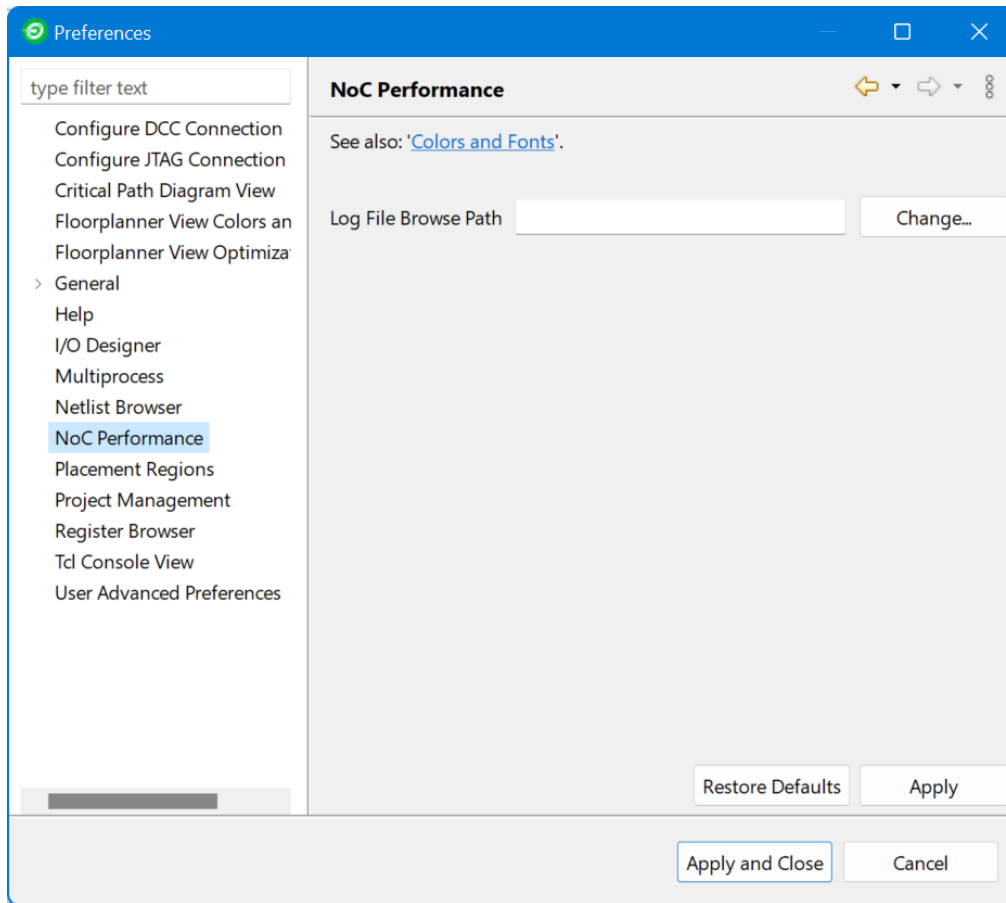 Preferences
type filter text
Configure DCC Connection
Configure JTAG Connection
Critical Path Diagram View
Floorplanner View Colors an
Floorplanner View Optimiza
General
Help
I/O Designer
Multiprocess
Netlist Browser
NoC Performance
Placement Regions
Project Management
Register Browser
Tcl Console View
User Advanced Preferences
NoC Performance
See also: 'Colors and Fonts'.
Log File Browse Path
Change...
Restore Defaults
Apply
Apply and Close
Cancel